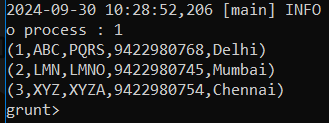 2024-09-30 10:28:52,206 [main] INFO
o process : 1
(1,ABC,PQRS,9422980768,Delhi)
(2,LMN,LMNO,9422980745,Mumbai)
(3,XYZ,XYZA,9422980754,Chennai)
grunt>